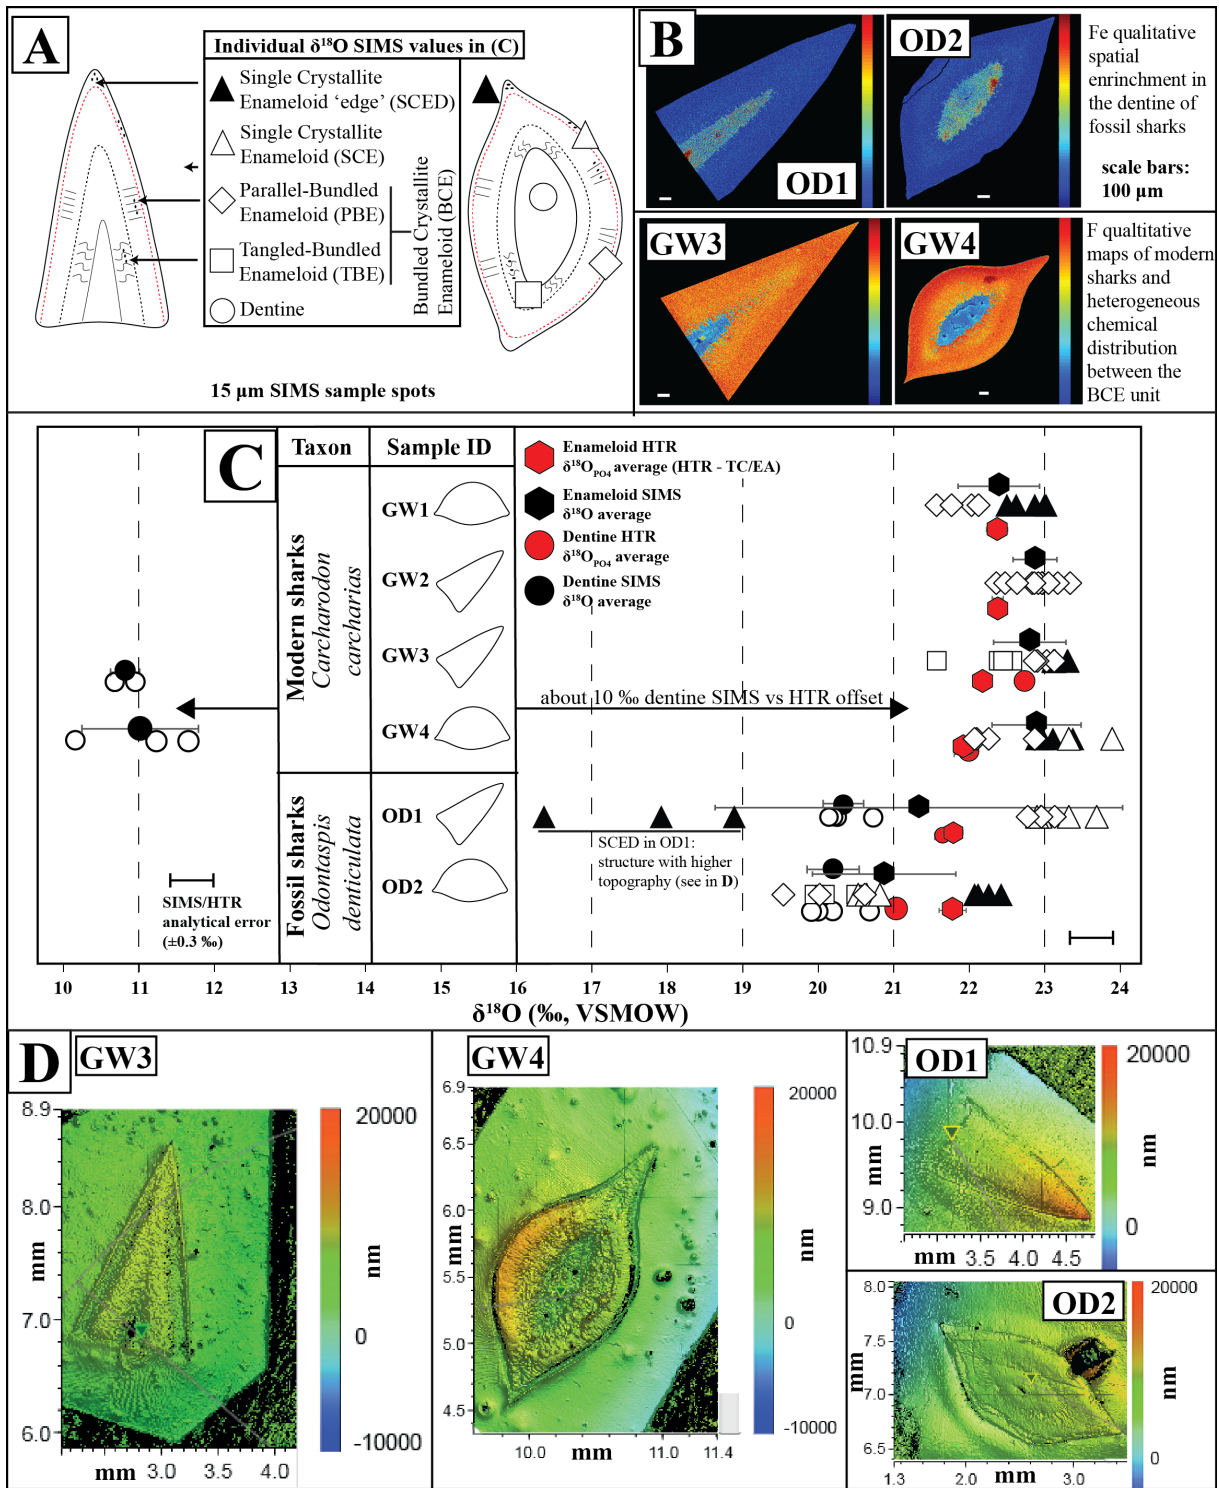 A
Individual δ¹⁸O SIMS values in (C)
Single Crystallite
Enameloid ‘edge’ (SCED)
Single Crystallite
Enameloid (SCE)
Parallel-Bundled
Enameloid (PBE)
Tangled-Bundled
Enameloid (TBE)
Dentine
Bundled Crystallite
Enameloid (BCE)
15 µm SIMS sample spots
B
OD1
OD2
Fe qualitative
spatial
enrinchment in
the dentine of
fossil sharks
scale bars:
100 µm
GW3
GW4
F qualtitative
maps of modern
sharks and
heterogeneous
chemical
distribution
between the
BCE unit
C
Taxon
Sample ID
Modern sharks
Carcharodon
carcharias
Fossil sharks
Odontaspis
denticulata
GW1
GW2
GW3
GW4
OD1
OD2
Enameloid HTR
δ¹⁸O_PO4 average (HTR - TC/EA)
Enameloid SIMS
δ¹⁸O average
Dentine HTR
δ¹⁸O_PO4 average
Dentine SIMS
δ¹⁸O average
about 10 ‰ dentine SIMS vs HTR offset
SCED in OD1:
structure with higher
topography (see in D)
SIMS/HTR
analytical error
(±0.3 ‰)
10 11 12 13 14 15 16 17 18 19 20 21 22 23 24
δ¹⁸O (‰, VSMOW)
D
GW3
8.9
8.0
7.0
6.0
mm
3.0 3.5 4.0
mm
20000
0
-10000
nm
GW4
6.9
6.5
6.0
5.5
5.0
4.5
mm
10.0 11.0 11.4
mm
20000
0
-10000
nm
OD1
10.9
10.0
9.0
mm
mm 3.5 4.0 4.5
20000
0
nm
OD2
8.0
7.5
7.0
6.5
mm
1.3 2.0 mm 3.0
20000
0
nm